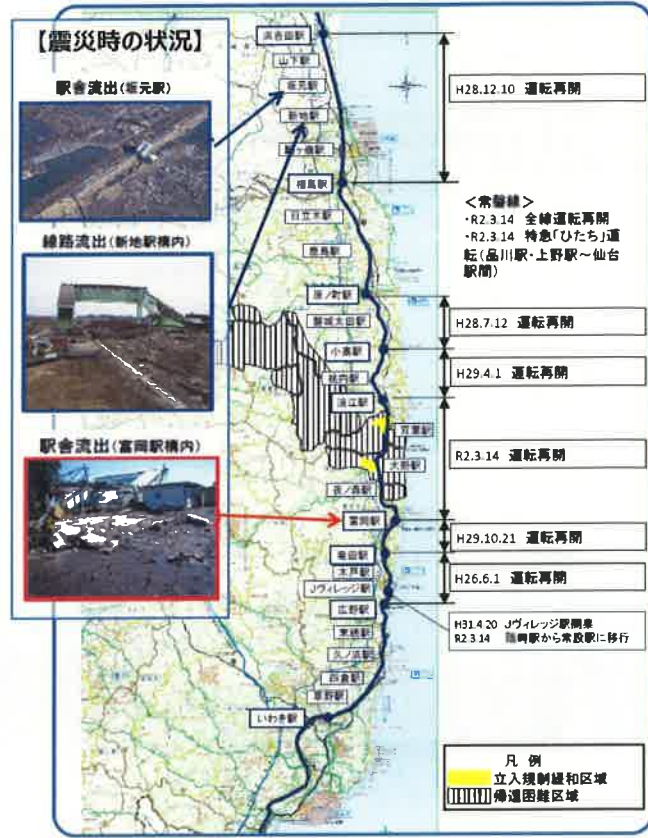 【震災時の状況】
駅舎流出(坂元駅)
線路流出(新地駅構内)
駅舎流出(富岡駅構内)
浜吉田駅
山下駅
坂元駅
新地駅
駒ヶ嶺駅
相馬駅
日立木駅
鹿島駅
原ノ町駅
磐城太田駅
小高駅
桃内駅
浪江駅
双葉駅
大野駅
夜ノ森駅
富岡駅
竜田駅
木戸駅
Jヴィレッジ駅
広野駅
末続駅
久ノ浜駅
四倉駅
草野駅
いわき駅
H28.12.10 運転再開
<常磐線>
・R2.3.14 全線運転再開
・R2.3.14 特急「ひたち」運
転(品川駅・上野駅～仙台
駅間)
H28.7.12 運転再開
H29.4.1 運転再開
R2.3.14 運転再開
H29.10.21 運転再開
H26.6.1 運転再開
H31.4.20 Jヴィレッジ駅開業
R2.3.14 臨時駅から常設駅に移行
凡 例
立入規制緩和区域
帰還困難区域